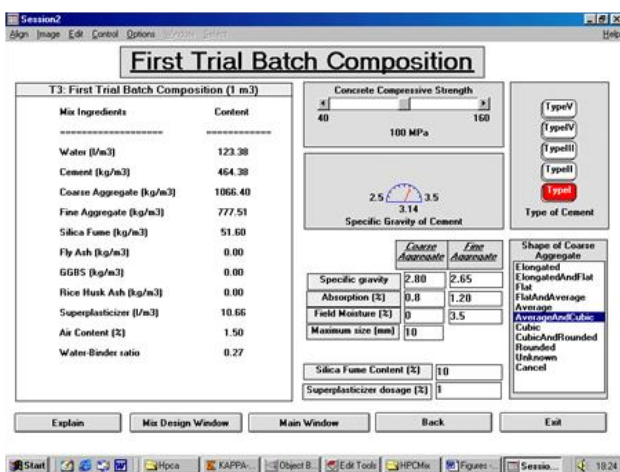 Session2
Align Image Edit Control Options Window Select Help
First Trial Batch Composition
T3: First Trial Batch Composition (1 m3)
Mix Ingredients Content
Water (l/m3) 123.38
Cement (kg/m3) 464.38
Coarse Aggregate (kg/m3) 1066.40
Fine Aggregate (kg/m3) 777.51
Silica Fume (kg/m3) 51.60
Fly Ash (kg/m3) 0.00
GGBS (kg/m3) 0.00
Rice Husk Ash (kg/m3) 0.00
Superplasticizer (l/m3) 10.66
Air Content (%) 1.50
Water-Binder ratio 0.27
Concrete Compressive Strength
40 160
100 MPa
2.5 3.5
3.14
Specific Gravity of Cement
TypeV
TypeIV
TypeIII
TypeII
TypeI
Type of Cement
Coarse Aggregate Fine Aggregate
Specific gravity 2.80 2.65
Absorption (%) 0.8 1.20
Field Moisture (%) 0 3.5
Maximum size (mm) 10
Silica Fume Content (%) 10
Superplasticizer dosage (%) 1
Shape of Coarse
Aggregate
Elongated
ElongatedAndFlat
Flat
FlatAndAverage
Average
AverageAndCubic
Cubic
CubicAndRounded
Rounded
Unknown
Cancel
Explain Mix Design Window Main Window Back Exit
Start Hpca KAPPA-... Object B... Edit Tools HPCMix Figures -... Sessio... 18:24